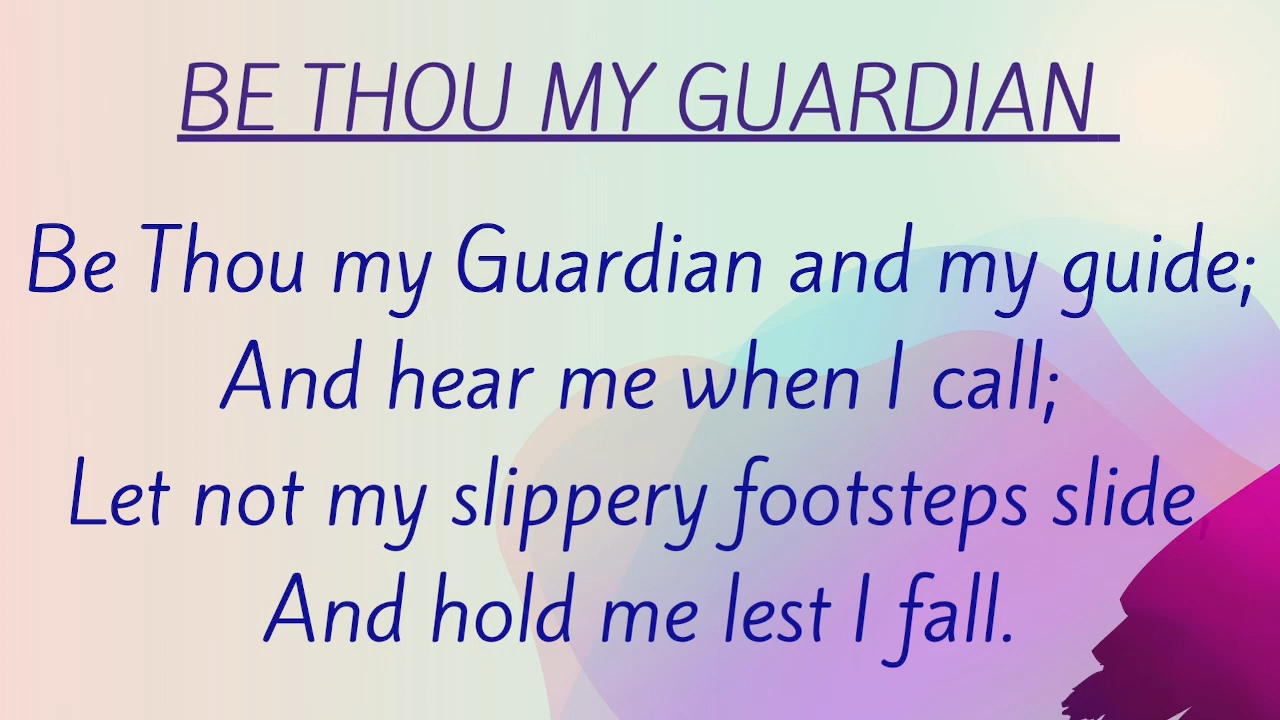 BE THOU MY GUARDIAN
Be Thou my Guardian and my guide;
And hear me when I call;
Let not my slippery footsteps slide,
And hold me lest I fall.